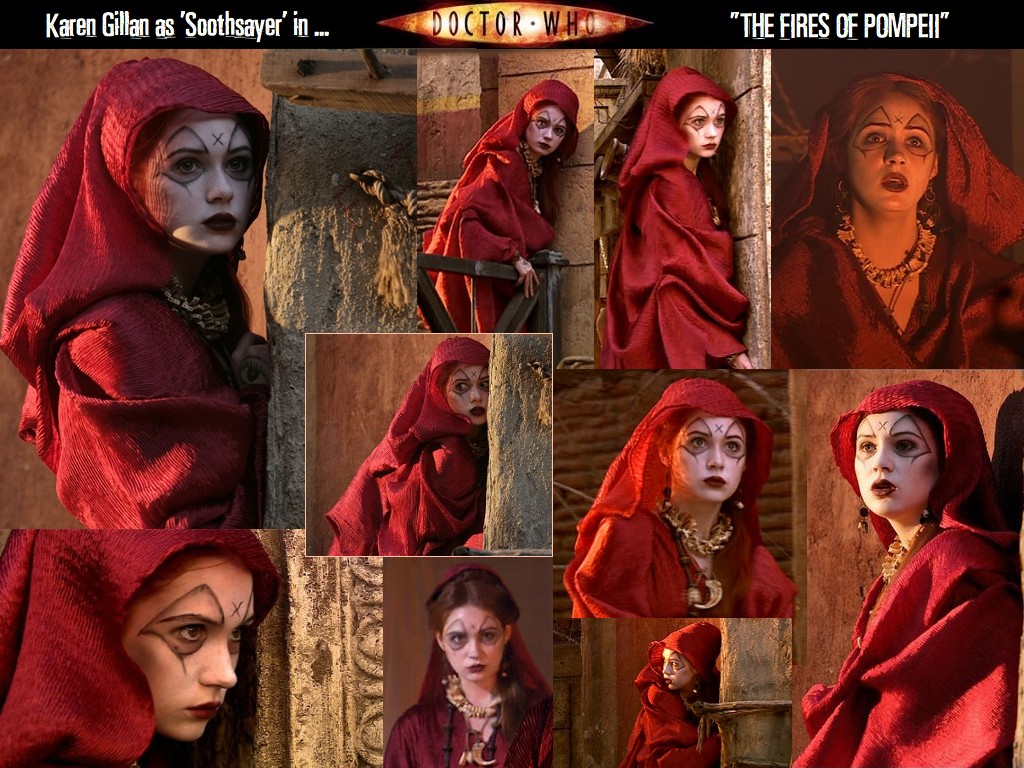 Karen Gillan as 'Soothsayer' in ...
DOCTOR · WHO
"THE FIRES OF POMPEII"